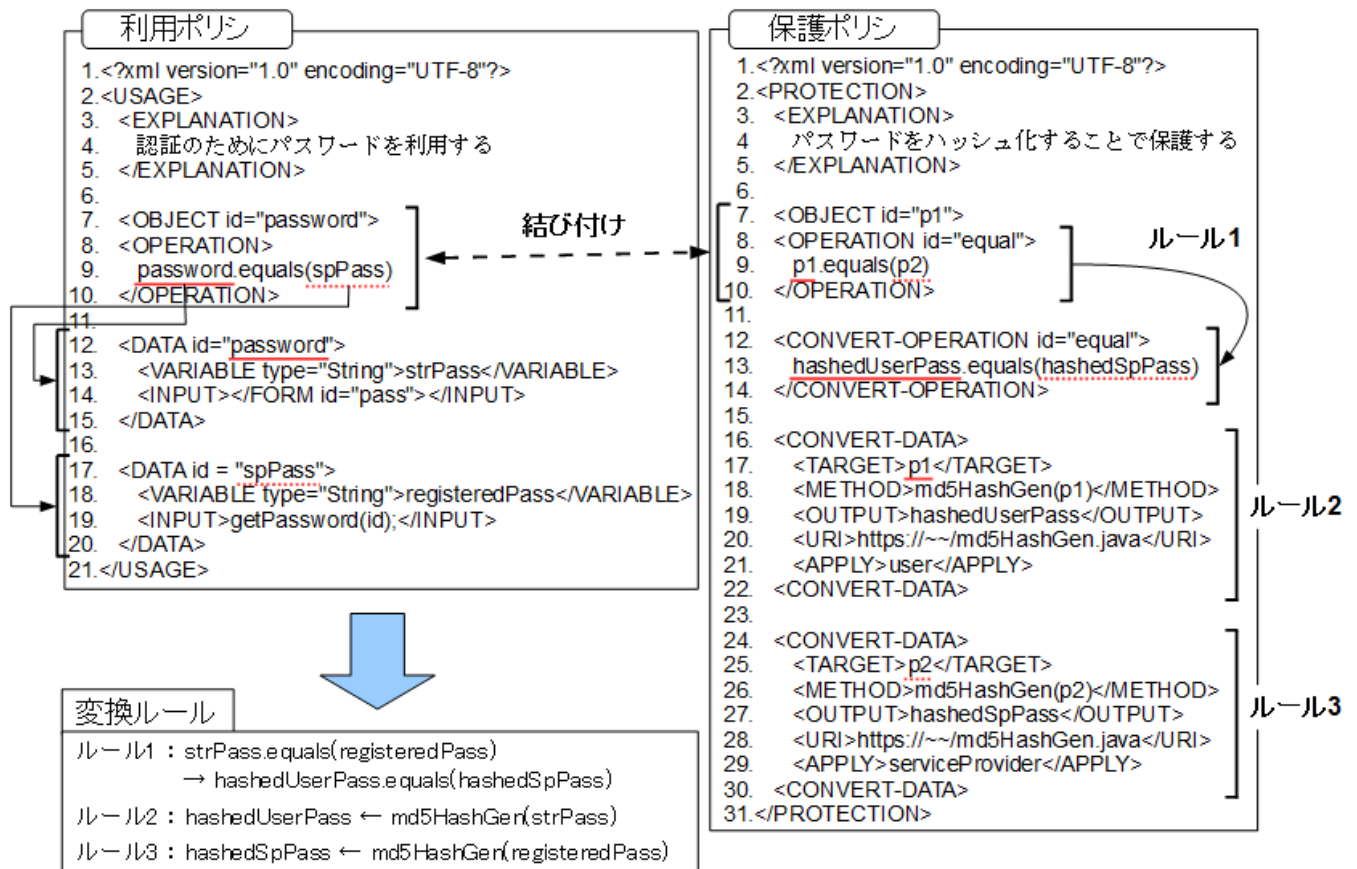 利用ポリシ
1.<?xml version="1.0" encoding="UTF-8"?>
2.<USAGE>
3. <EXPLANATION>
4. 認証のためにパスワードを利用する
5. </EXPLANATION>
6.
7. <OBJECT id="password">
8. <OPERATION>
9. password.equals(spPass)
10. </OPERATION>
11.
12. <DATA id="password">
13. <VARIABLE type="String">strPass</VARIABLE>
14. <INPUT></FORM id="pass"></INPUT>
15. </DATA>
16.
17. <DATA id = "spPass">
18. <VARIABLE type="String">registeredPass</VARIABLE>
19. <INPUT>getPassword(id);</INPUT>
20. </DATA>
21.</USAGE>
結び付け
保護ポリシ
1.<?xml version="1.0" encoding="UTF-8"?>
2.<PROTECTION>
3. <EXPLANATION>
4 パスワードをハッシュ化することで保護する
5. </EXPLANATION>
6.
7. <OBJECT id="p1">
8. <OPERATION id="equal">
9. p1.equals(p2)
10. </OPERATION>
11.
12. <CONVERT-OPERATION id="equal">
13. hashedUserPass.equals(hashedSpPass)
14. </CONVERT-OPERATION>
15.
16. <CONVERT-DATA>
17. <TARGET>p1</TARGET>
18. <METHOD>md5HashGen(p1)</METHOD>
19. <OUTPUT>hashedUserPass</OUTPUT>
20. <URI>https://~~/md5HashGen.java</URI>
21. <APPLY>user</APPLY>
22. <CONVERT-DATA>
23.
24. <CONVERT-DATA>
25. <TARGET>p2</TARGET>
26. <METHOD>md5HashGen(p2)</METHOD>
27. <OUTPUT>hashedSpPass</OUTPUT>
28. <URI>https://~~/md5HashGen.java</URI>
29. <APPLY>serviceProvider</APPLY>
30. <CONVERT-DATA>
31.</PROTECTION>
ルール1
ルール2
ルール3
変換ルール
ルール1：strPass.equals(registeredPass)
→ hashedUserPass.equals(hashedSpPass)
ルール2：hashedUserPass ← md5HashGen(strPass)
ルール3：hashedSpPass ← md5HashGen(registeredPass)